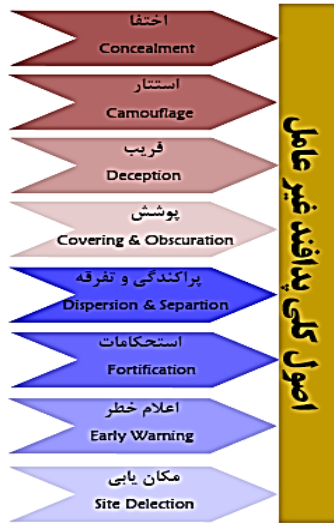 اختفا
Concealment
استتار
Camouflage
فریب
Deception
پوشش
Covering & Obscuration
پراکندگی و تفرقه
Dispersion & Separtion
استحکامات
Fortification
اعلام خطر
Early Warning
مکان یابی
Site Delection
اصول کلی پدافند غیر عامل